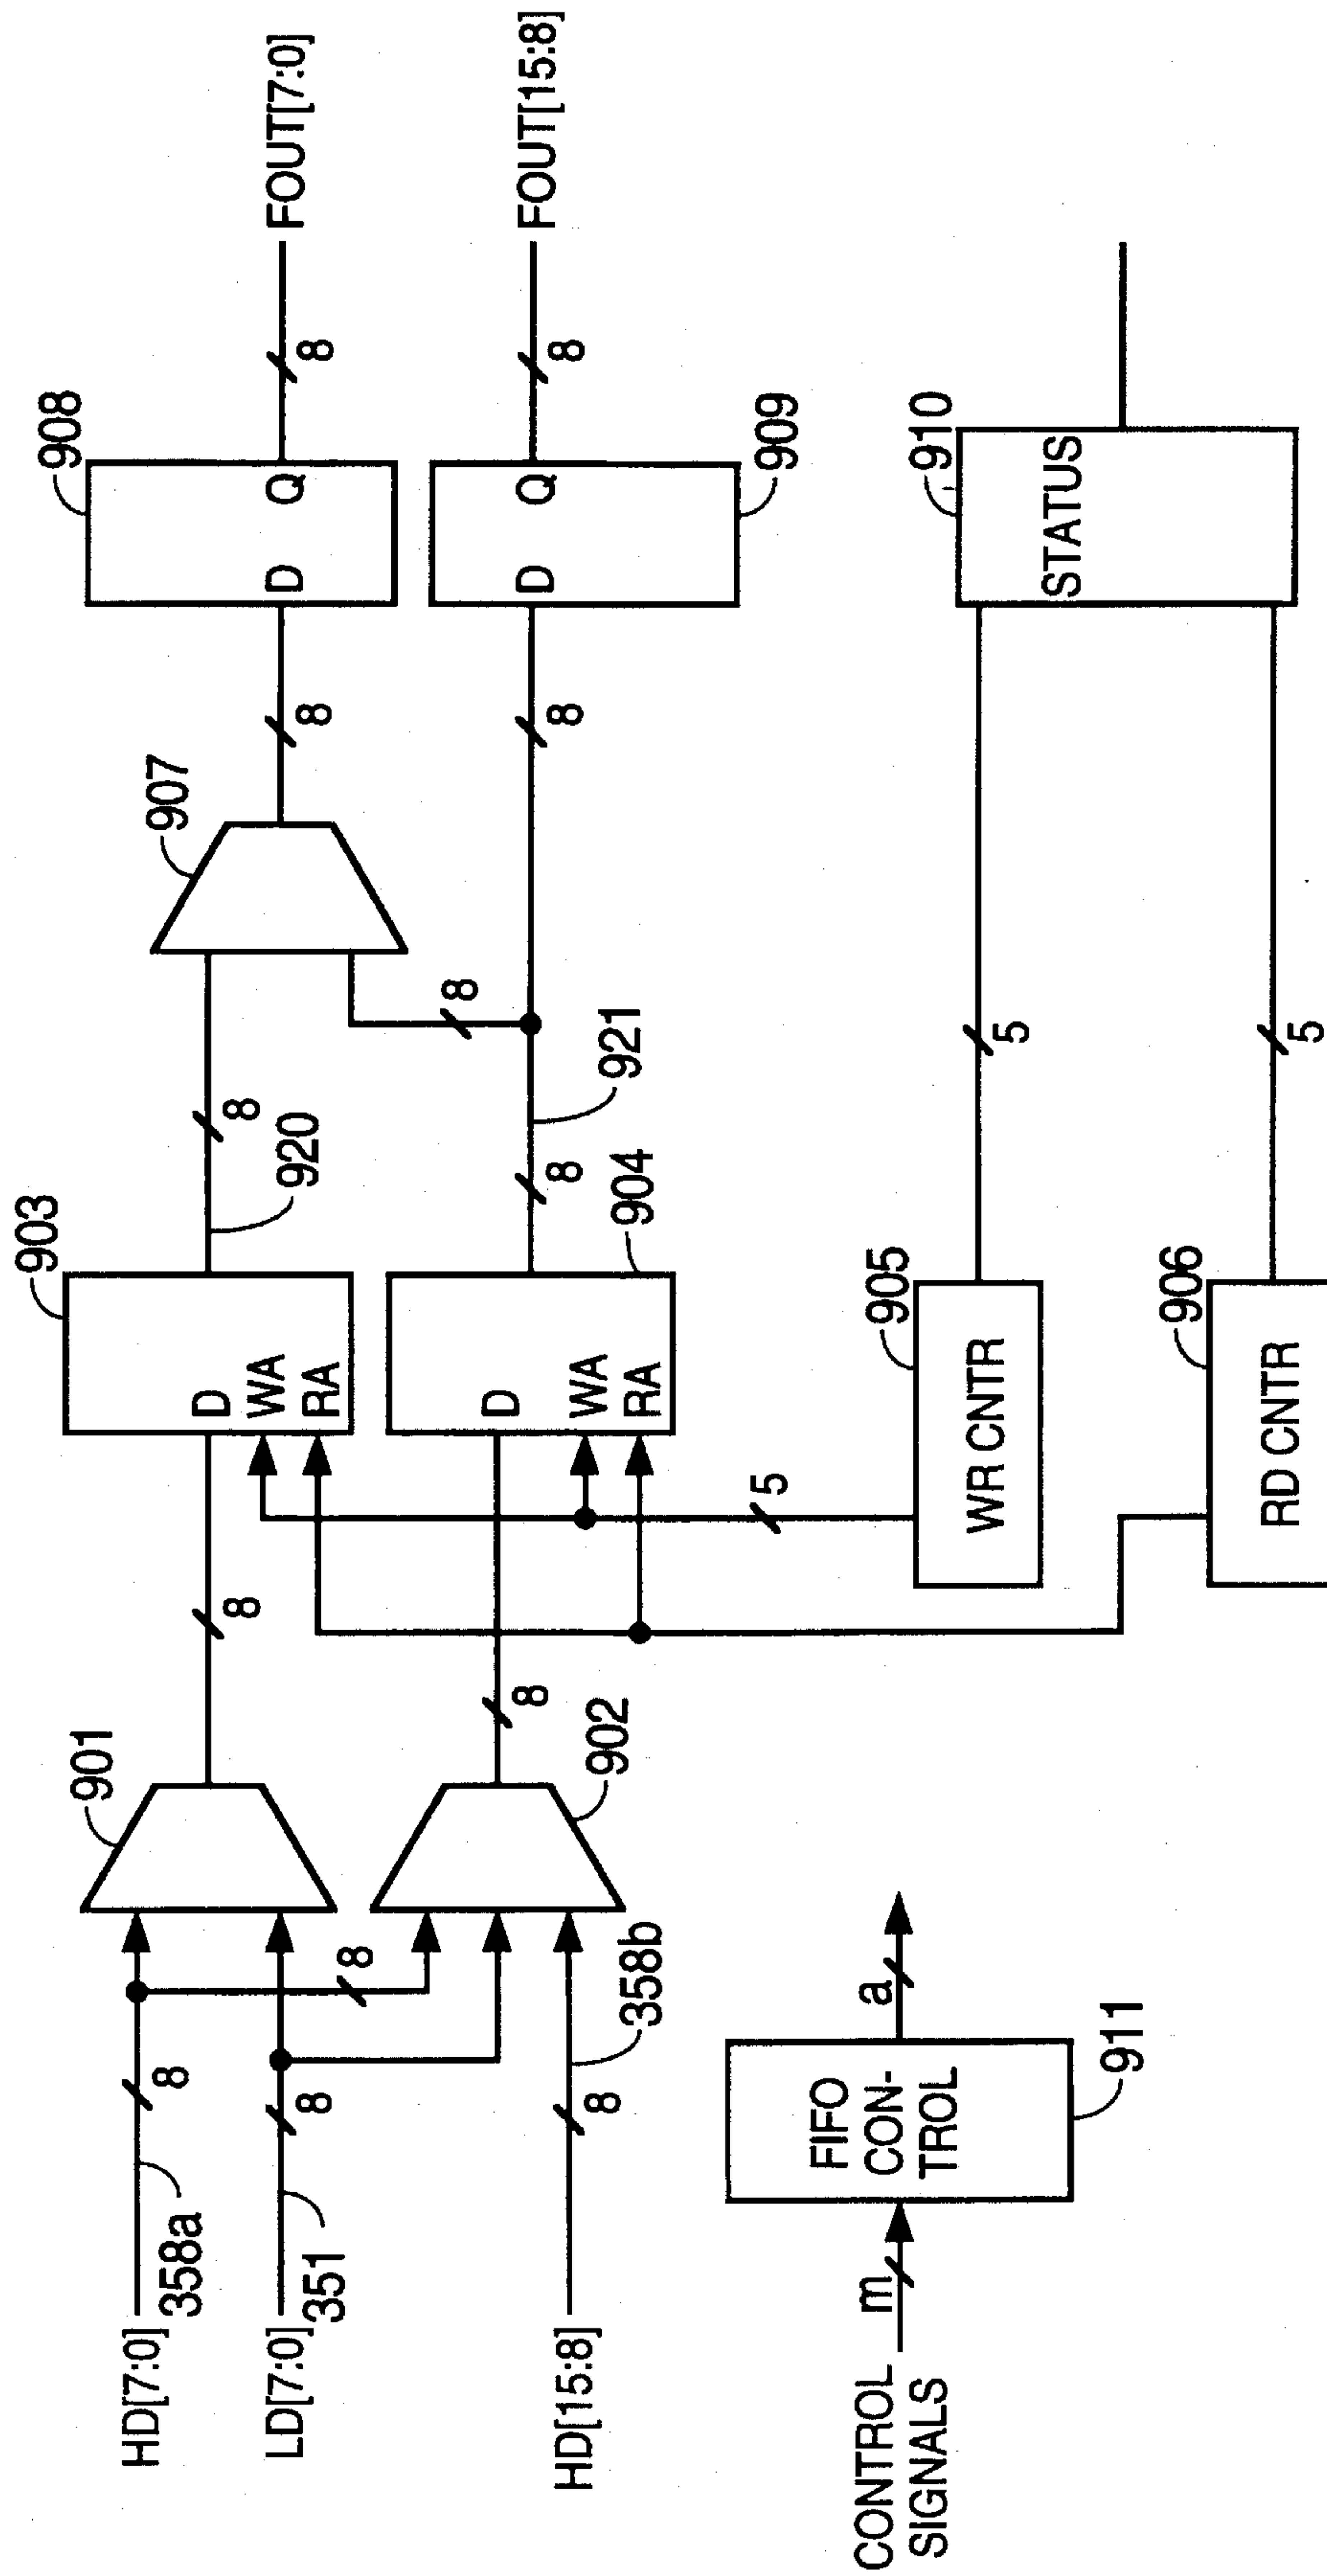 HD[7:0]
358a
8
LD[7:0]
351
8
HD[15:8]
358b
8
8
901
902
8
8
903
D
WA
RA
904
D
WA
RA
920
8
921
8
8
907
8
8
908
D Q
909
D Q
8
FOUT[7:0]
8
FOUT[15:8]
CONTROL
SIGNALS
m
FIFO
CON-
TROL
911
a
5
905
WR CNTR
906
RD CNTR
5
5
910
STATUS